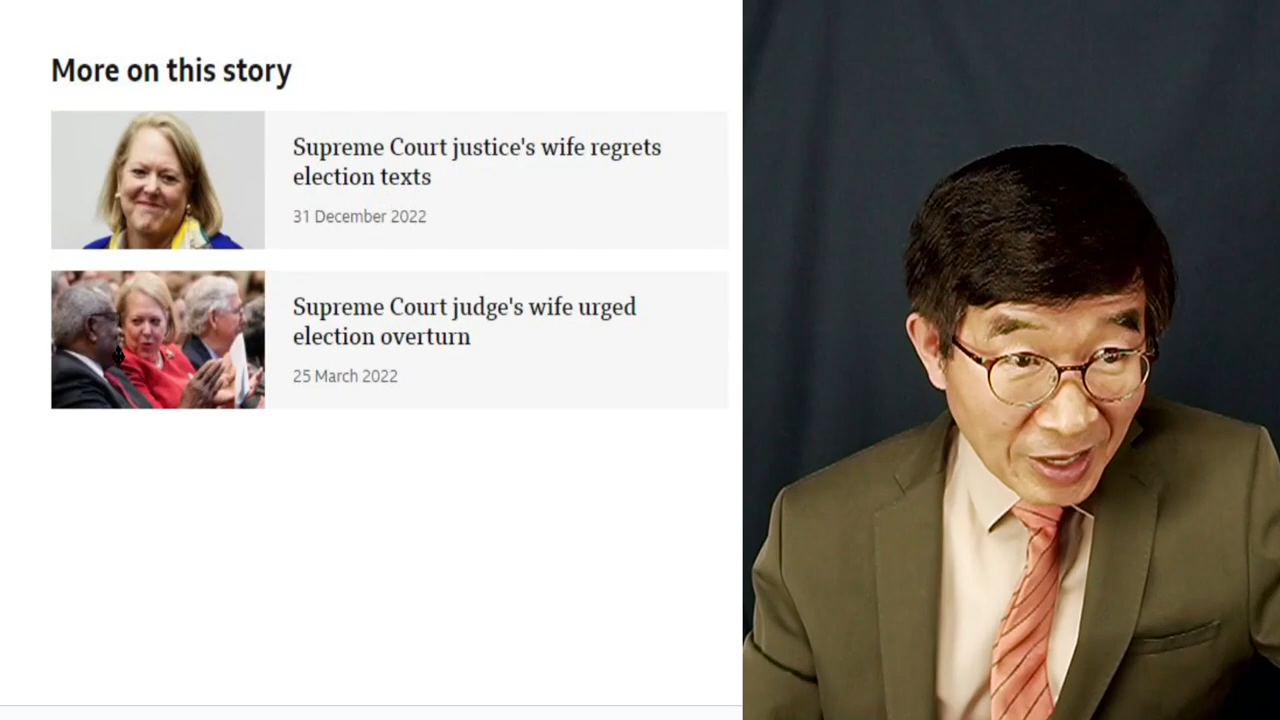 More on this story
Supreme Court justice's wife regrets
election texts
31 December 2022
Supreme Court judge's wife urged
election overturn
25 March 2022